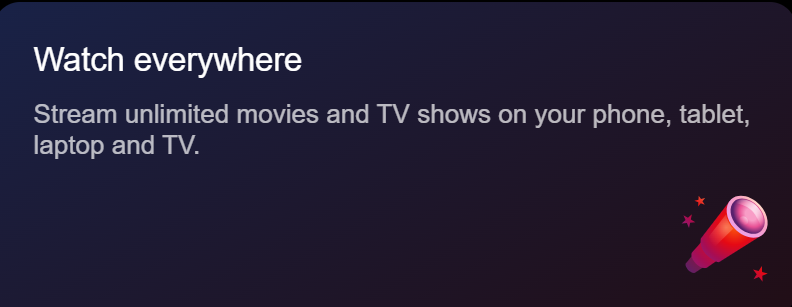 Watch everywhere
Stream unlimited movies and TV shows on your phone, tablet,
laptop and TV.